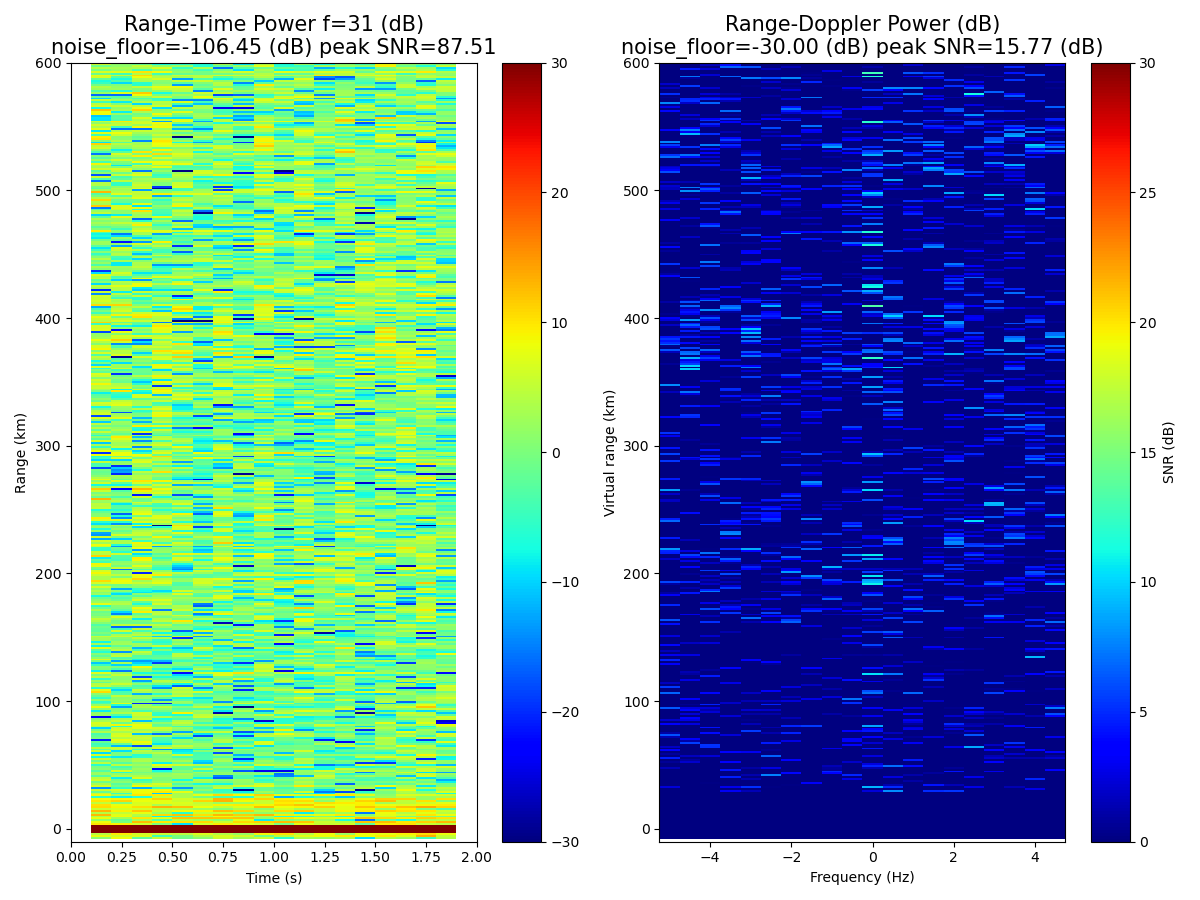 Range-Time Power f=31 (dB)
noise_floor=-106.45 (dB) peak SNR=87.51
600
500
400
300
200
100
0
Range (km)
0.00 0.25 0.50 0.75 1.00 1.25 1.50 1.75 2.00
Time (s)
30
20
10
0
−10
−20
−30
Range-Doppler Power (dB)
noise_floor=-30.00 (dB) peak SNR=15.77 (dB)
600
500
400
300
200
100
0
Virtual range (km)
−4 −2 0 2 4
Frequency (Hz)
30
25
20
15
10
5
0
SNR (dB)